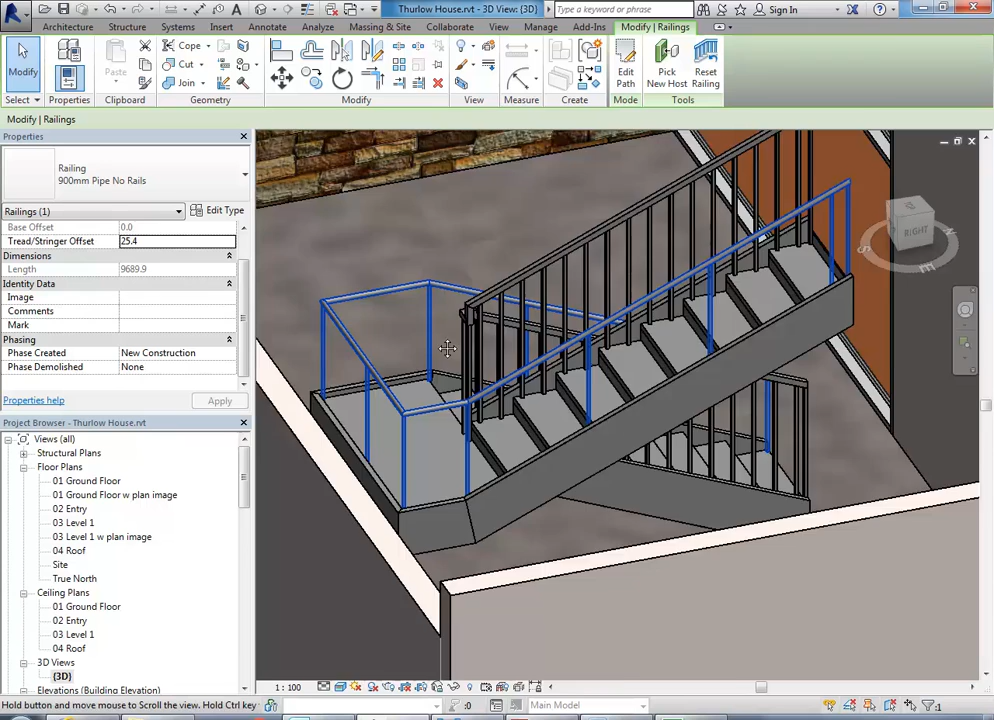 Thurlow House.rvt - 3D View: {3D}
Type a keyword or phrase
Sign In
Architecture Structure Systems Insert Annotate Analyze Massing & Site Collaborate View Manage Add-Ins Modify | Railings
Modify
Properties
Paste
Cope
Cut
Join
Edit Path
Pick New Host
Reset Railing
Select Properties Clipboard Geometry Modify View Measure Create Mode Tools
Modify | Railings
Properties
Railing
900mm Pipe No Rails
Railings (1)
Edit Type
Base Offset 0.0
Tread/Stringer Offset 25.4
Dimensions
Length 9689.9
Identity Data
Image
Comments
Mark
Phasing
Phase Created New Construction
Phase Demolished None
Properties help
Apply
Project Browser - Thurlow House.rvt
Views (all)
Structural Plans
Floor Plans
01 Ground Floor
01 Ground Floor w plan image
02 Entry
03 Level 1
03 Level 1 w plan image
04 Roof
Site
True North
Ceiling Plans
01 Ground Floor
02 Entry
03 Level 1
04 Roof
3D Views
{3D}
Elevations (Building Elevation)
RIGHT
1 : 100
Hold button and move mouse to Scroll the view. Hold Ctrl key
:0
Main Model
:1